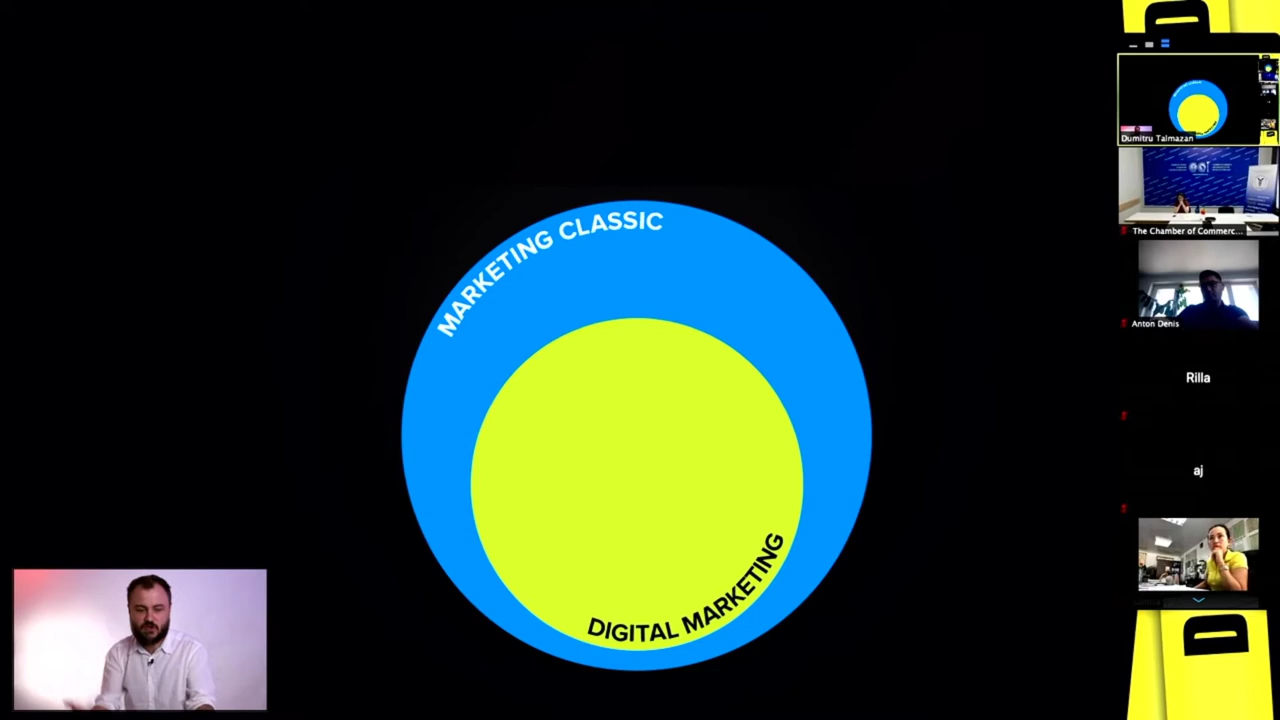 MARKETING CLASSIC
DIGITAL MARKETING
Dumitru Talmazan
The Chamber of Commerc...
Anton Denis
Rilla
aj